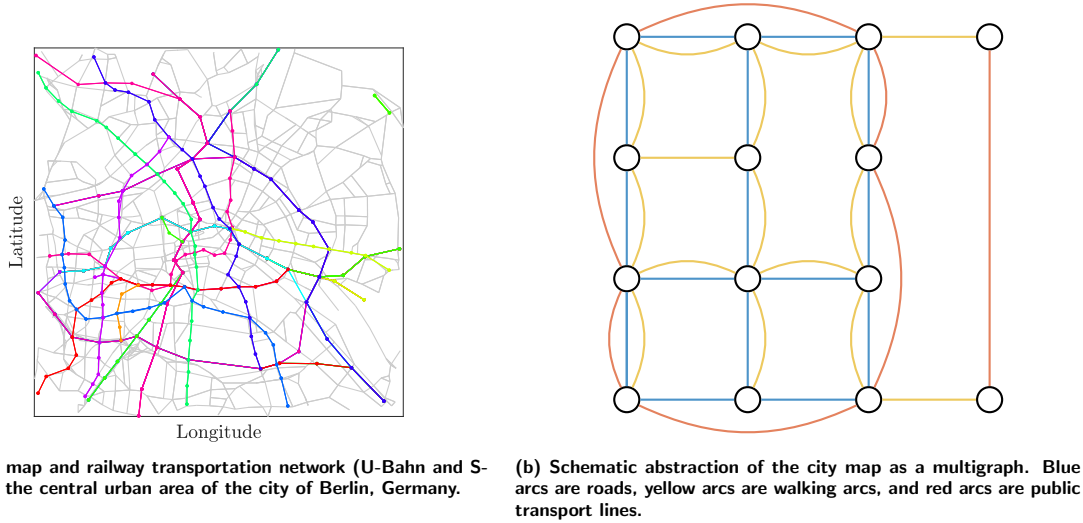 Latitude
Longitude
map and railway transportation network (U-Bahn and S-
the central urban area of the city of Berlin, Germany.
(b) Schematic abstraction of the city map as a multigraph. Blue
arcs are roads, yellow arcs are walking arcs, and red arcs are public
transport lines.